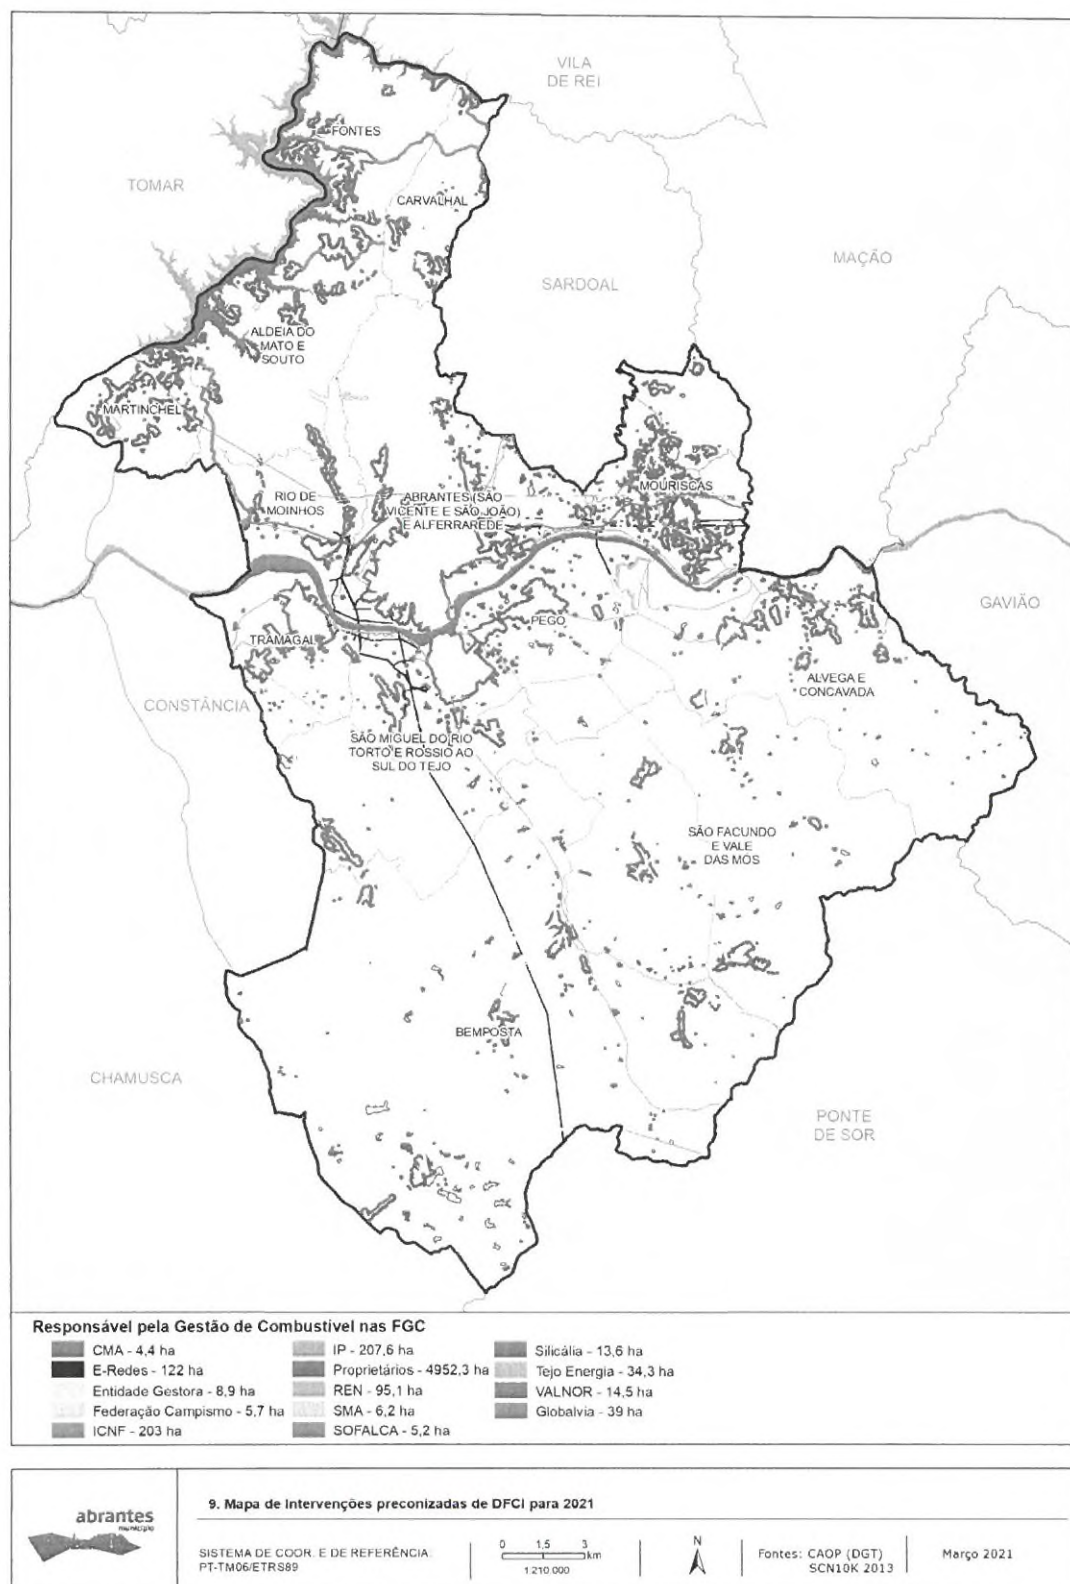 VILA
DE REI
FONTES
TOMAR
CARVALHAL
MAÇÃO
SARDOAL
ALDEIA DO
MATO E
SOUTO
MARTINCHEL
MOURISCAS
RIO DE
MOINHOS
ABRANTES (SÃO
VICENTE E SÃO JOÃO)
E ALFERRAREDE
GAVIÃO
PEGO
TRAMAGAL
ALVEGA E
CONCAVADA
CONSTÂNCIA
SÃO MIGUEL DO RIO
TORTO E ROSSIO AO
SUL DO TEJO
SÃO FACUNDO
E VALE
DAS MÓS
BEMPOSTA
CHAMUSCA
PONTE
DE SOR
Responsável pela Gestão de Combustível nas FGC
CMA - 4,4 ha
E-Redes - 122 ha
Entidade Gestora - 8,9 ha
Federação Campismo - 5,7 ha
ICNF - 203 ha
IP - 207,6 ha
Proprietários - 4952,3 ha
REN - 95,1 ha
SMA - 6,2 ha
SOFALCA - 5,2 ha
Silicália - 13,6 ha
Tejo Energia - 34,3 ha
VALNOR - 14,5 ha
Globalvia - 39 ha
abrantes
município
9. Mapa de Intervenções preconizadas de DFCI para 2021
SISTEMA DE COOR. E DE REFERÊNCIA
PT-TM06/ETRS89
0 1,5 3
km
1:210.000
N
Fontes: CAOP (DGT)
SCN10K 2013
Março 2021